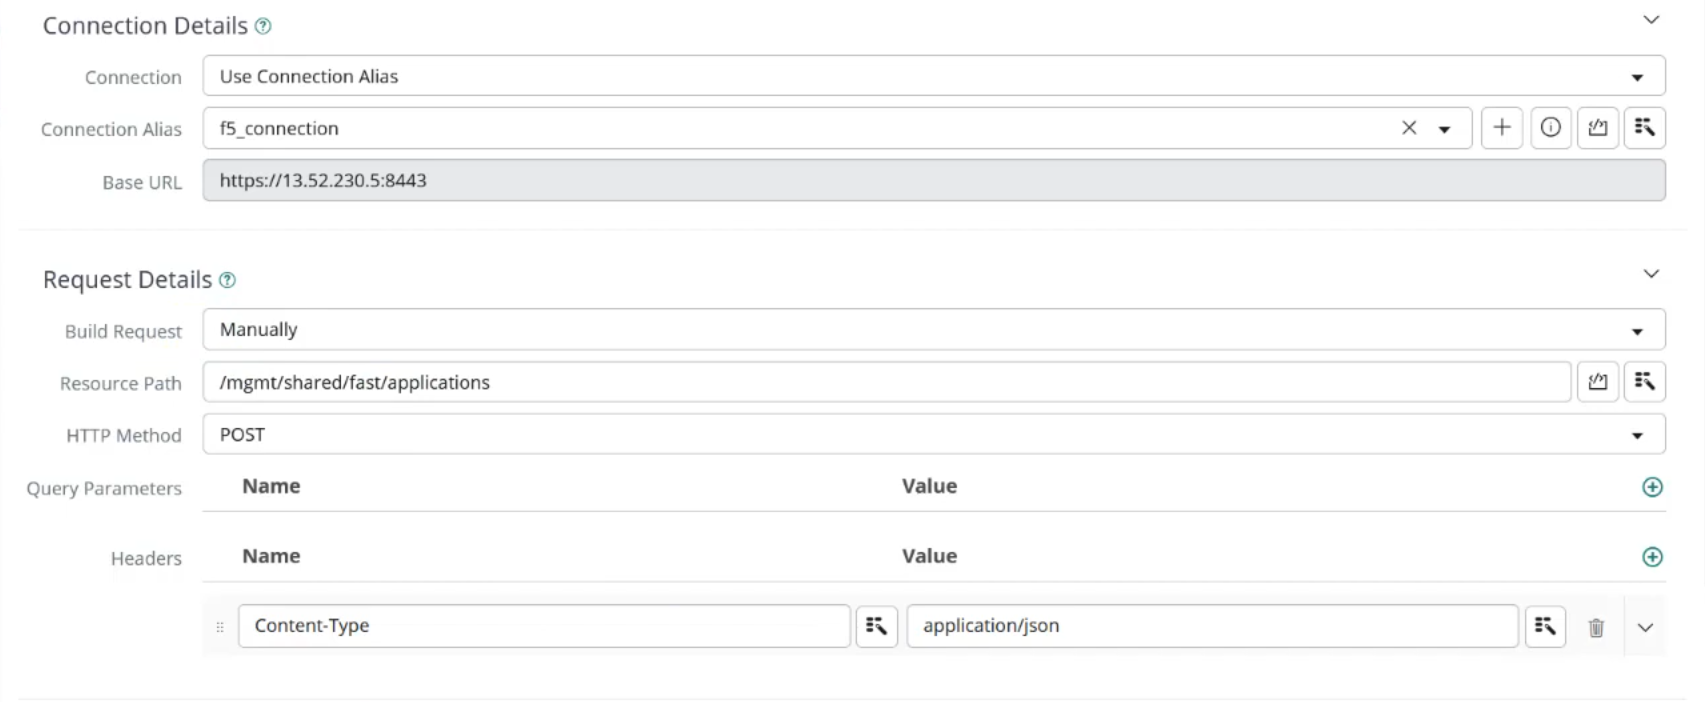 Connection Details ?
Connection Use Connection Alias
Connection Alias f5_connection
Base URL https://13.52.230.5:8443
Request Details ?
Build Request Manually
Resource Path /mgmt/shared/fast/applications
HTTP Method POST
Query Parameters Name Value
Headers Name Value
Content-Type application/json